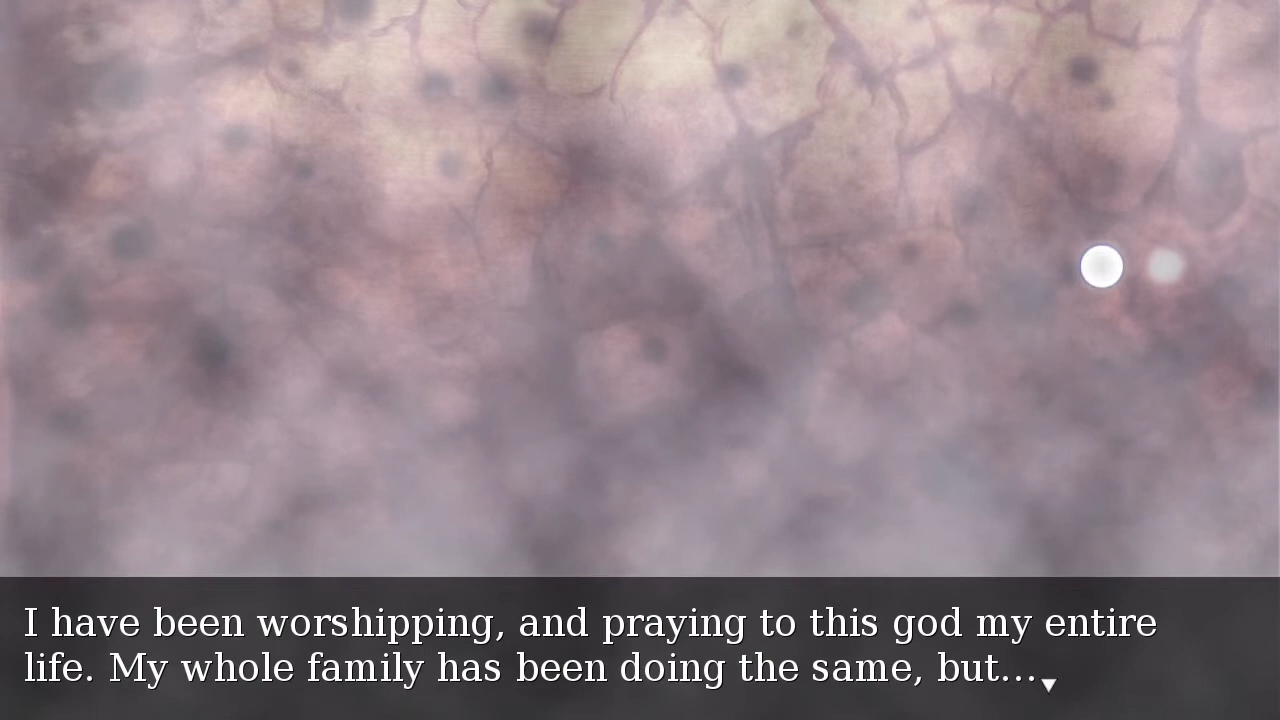 I have been worshipping, and praying to this god my entire
life. My whole family has been doing the same, but...